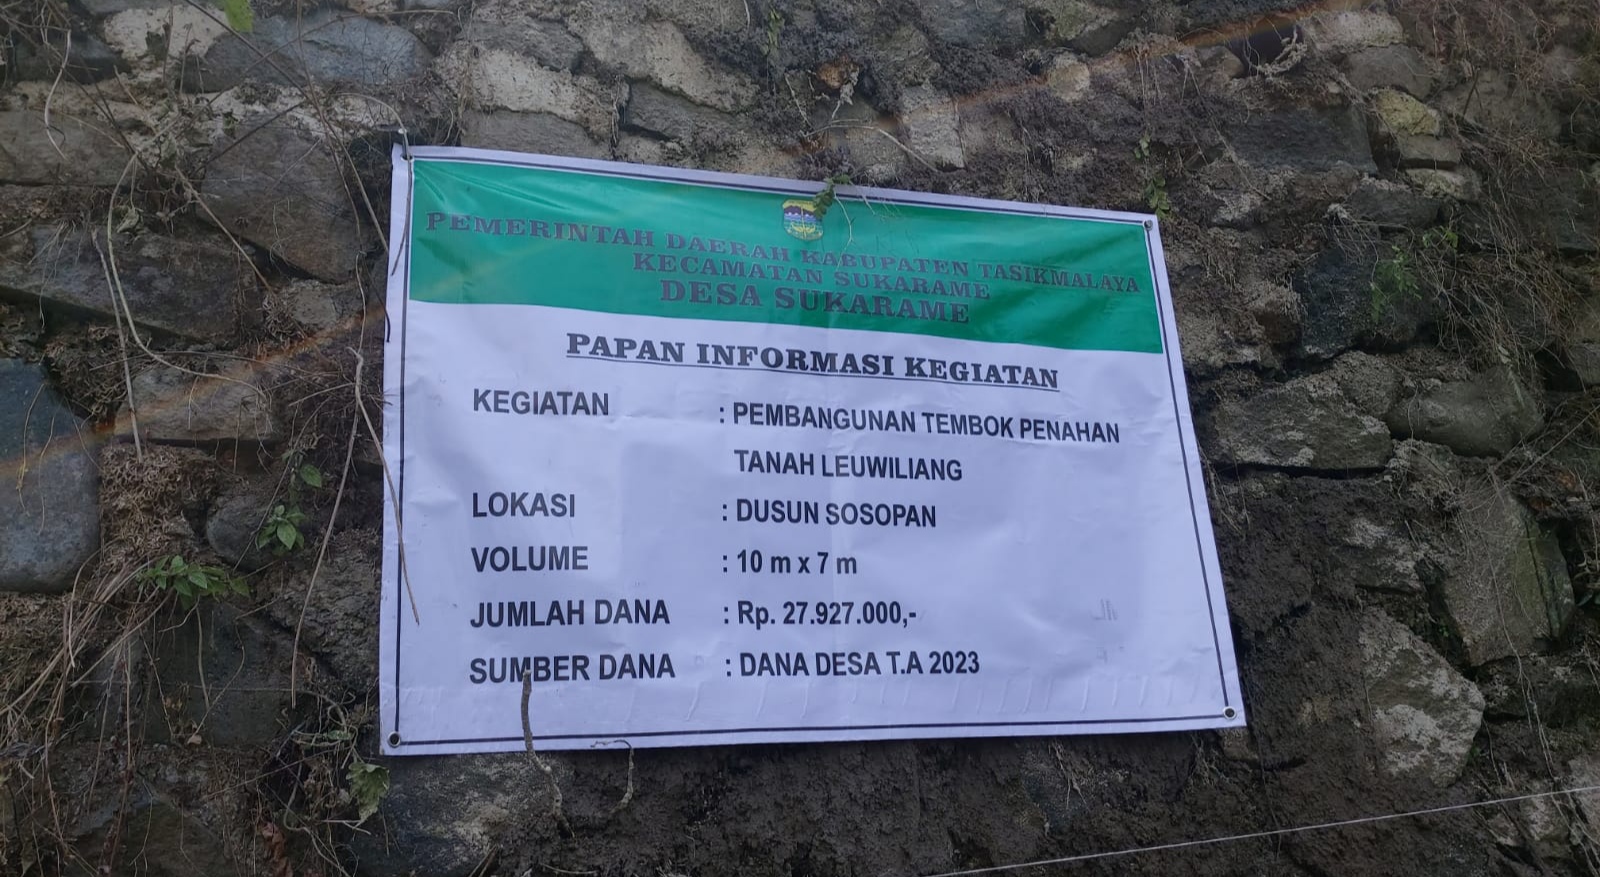 PEMERINTAH DAERAH KABUPATEN TASIKMALAYA
KECAMATAN SUKARAME
DESA SUKARAME
PAPAN INFORMASI KEGIATAN
KEGIATAN : PEMBANGUNAN TEMBOK PENAHAN
TANAH LEUWILIANG
LOKASI : DUSUN SOSOPAN
VOLUME : 10 m x 7 m
JUMLAH DANA : Rp. 27.927.000,-
SUMBER DANA : DANA DESA T.A 2023